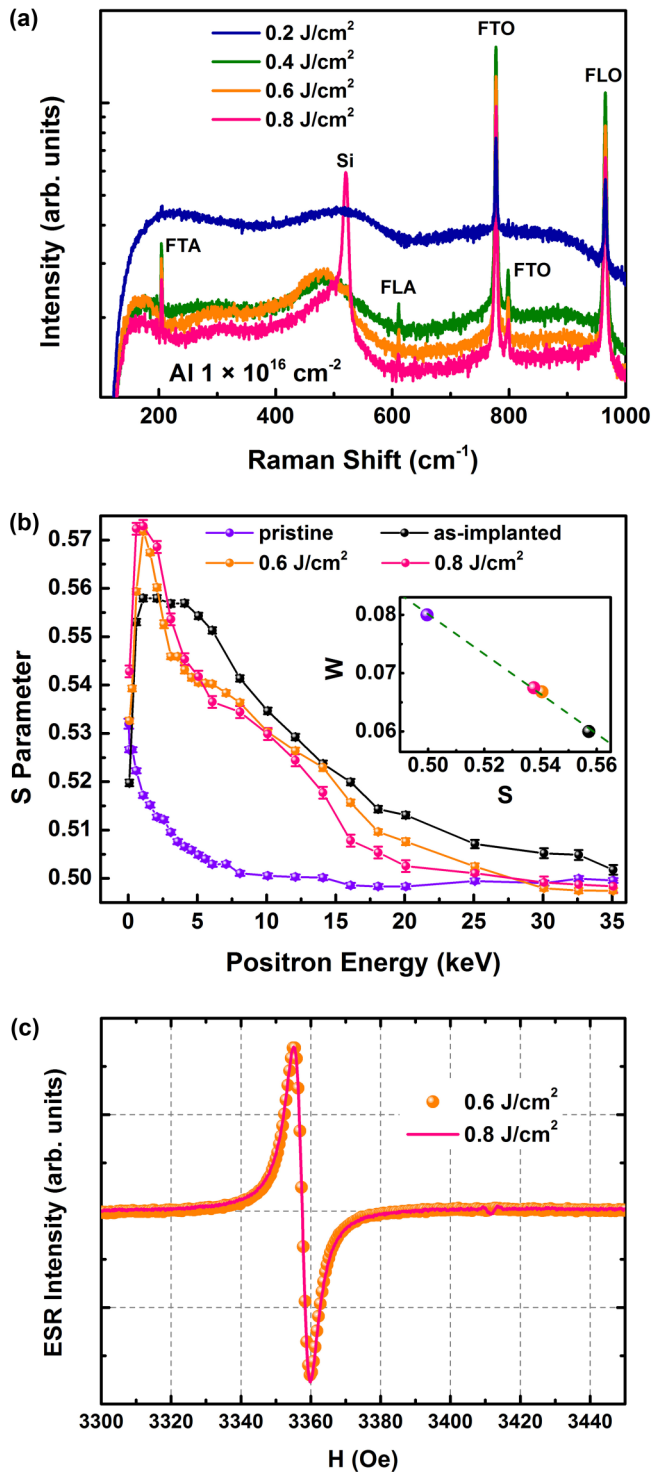 (a)
0.2 J/cm²
0.4 J/cm²
0.6 J/cm²
0.8 J/cm²
FTO
FLO
Si
FTA
FLA
FTO
Al 1 × 10¹⁶ cm⁻²
Intensity (arb. units)
200 400 600 800 1000
Raman Shift (cm⁻¹)
(b)
pristine as-implanted
0.6 J/cm² 0.8 J/cm²
0.57
0.56
0.55
0.54
0.53
0.52
0.51
0.50
S Parameter
0.08
0.07
0.06
W
0.50 0.52 0.54 0.56
S
0 5 10 15 20 25 30 35
Positron Energy (keV)
(c)
0.6 J/cm²
0.8 J/cm²
ESR Intensity (arb. units)
3300 3320 3340 3360 3380 3400 3420 3440
H (Oe)